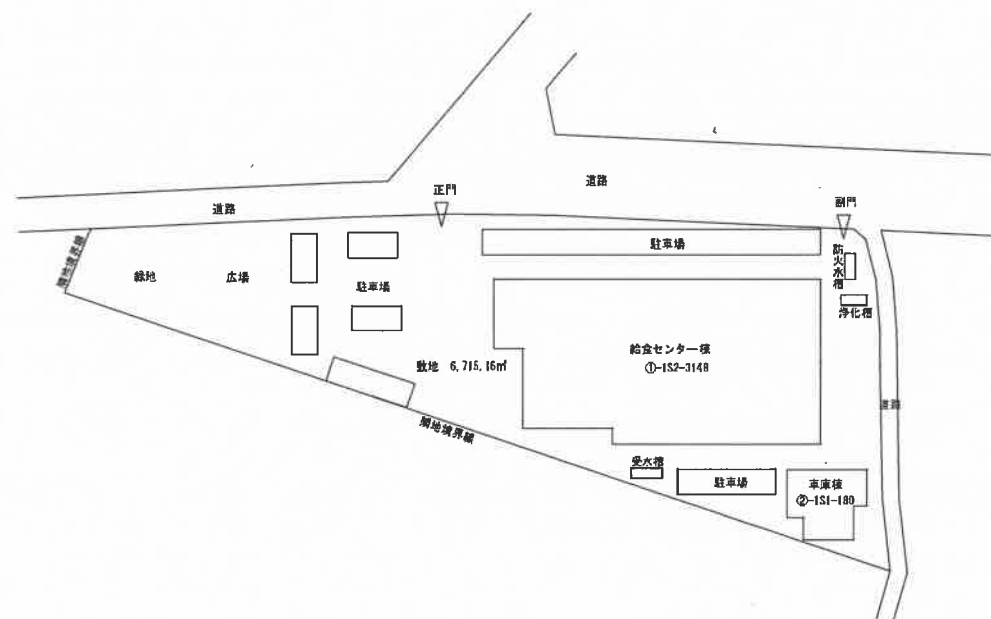 道路
正門
道路
副門
隣地境界線
緑地
広場
駐車場
駐車場
防火水槽
浄化槽
敷地 6,715.16㎡
給食センター棟
①-1S2-3148
道路
隣地境界線
受水槽
駐車場
車庫棟
②-1S1-180